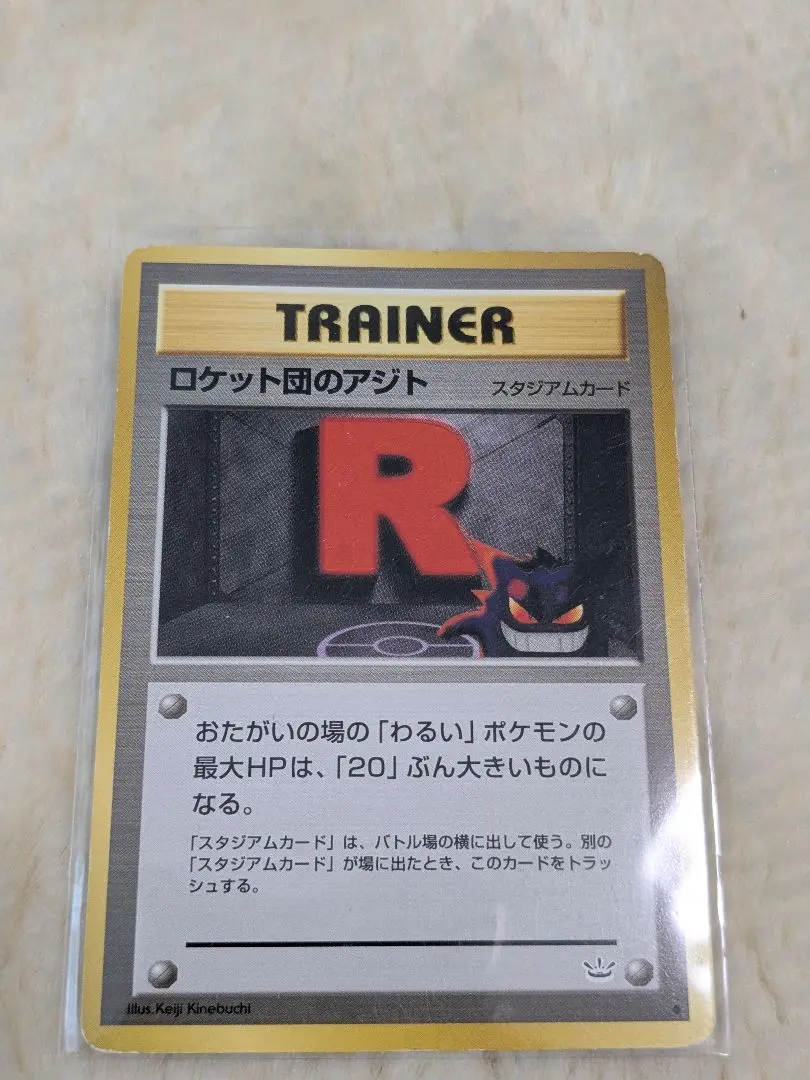 TRAINER
ロケット団のアジト
スタジアムカード
R
おたがいの場の「わるい」ポケモンの
最大HPは、「20」ぶん大きいものに
なる。
「スタジアムカード」は、バトル場の横に出して使う。別の
「スタジアムカード」が場に出たとき、このカードをトラッ
シュする。
Illus. Keiji Kinebuchi